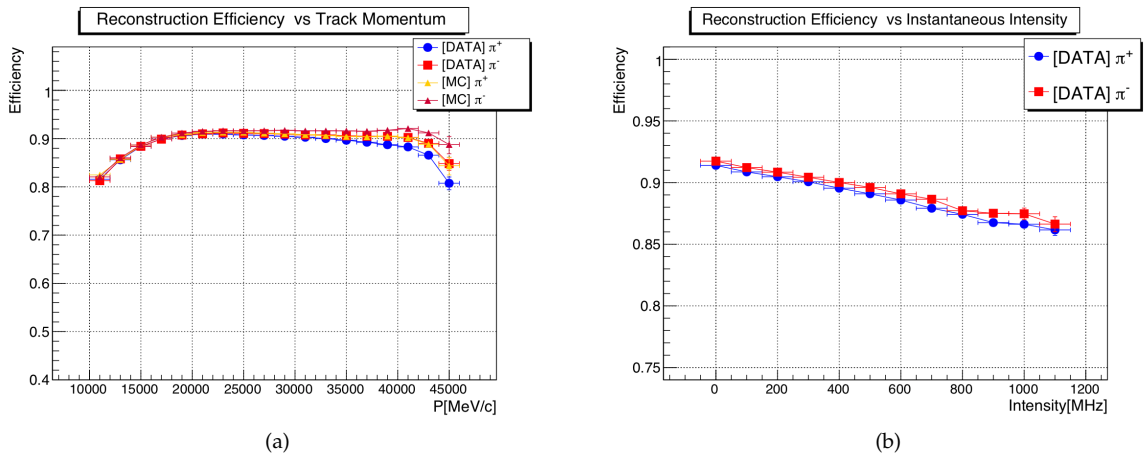 Reconstruction Efficiency vs Track Momentum
Efficiency
[DATA] π⁺
[DATA] π⁻
[MC] π⁺
[MC] π⁻
1
0.9
0.8
0.7
0.6
0.5
0.4
10000 15000 20000 25000 30000 35000 40000 45000
P[MeV/c]
(a)
Reconstruction Efficiency vs Instantaneous Intensity
Efficiency
[DATA] π⁺
[DATA] π⁻
1
0.95
0.9
0.85
0.8
0.75
0 200 400 600 800 1000 1200
Intensity[MHz]
(b)